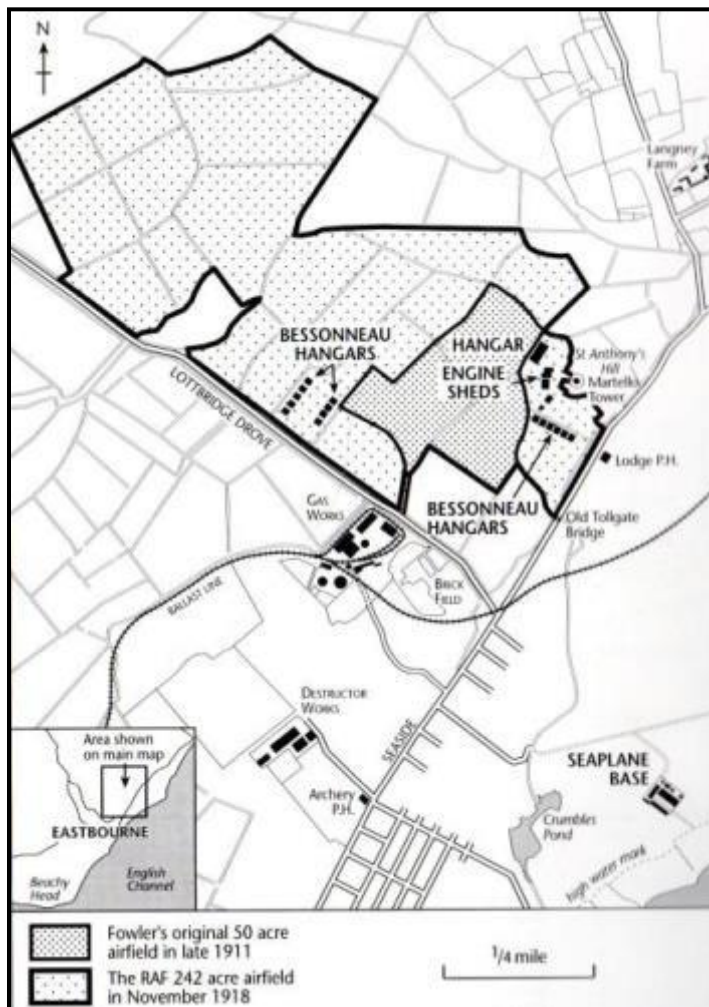 N
Langney
Farm
BESSONNEAU
HANGARS
HANGAR
ENGINE
SHEDS
St Anthony's
Hill
Martello
Tower
LOTTBRIDGE DROVE
Lodge P.H.
GAS
WORKS
BESSONNEAU
HANGARS
Old Tollgate
Bridge
BRICK
FIELD
BALLAST LINE
DESTRUCTOR
WORKS
SEASIDE
Area shown
on main map
SEAPLANE
BASE
Archery
P.H.
EASTBOURNE
Crumbles
Pond
high water mark
Beachy
Head
English
Channel
Fowler's original 50 acre
airfield in late 1911
1/4 mile
The RAF 242 acre airfield
in November 1918